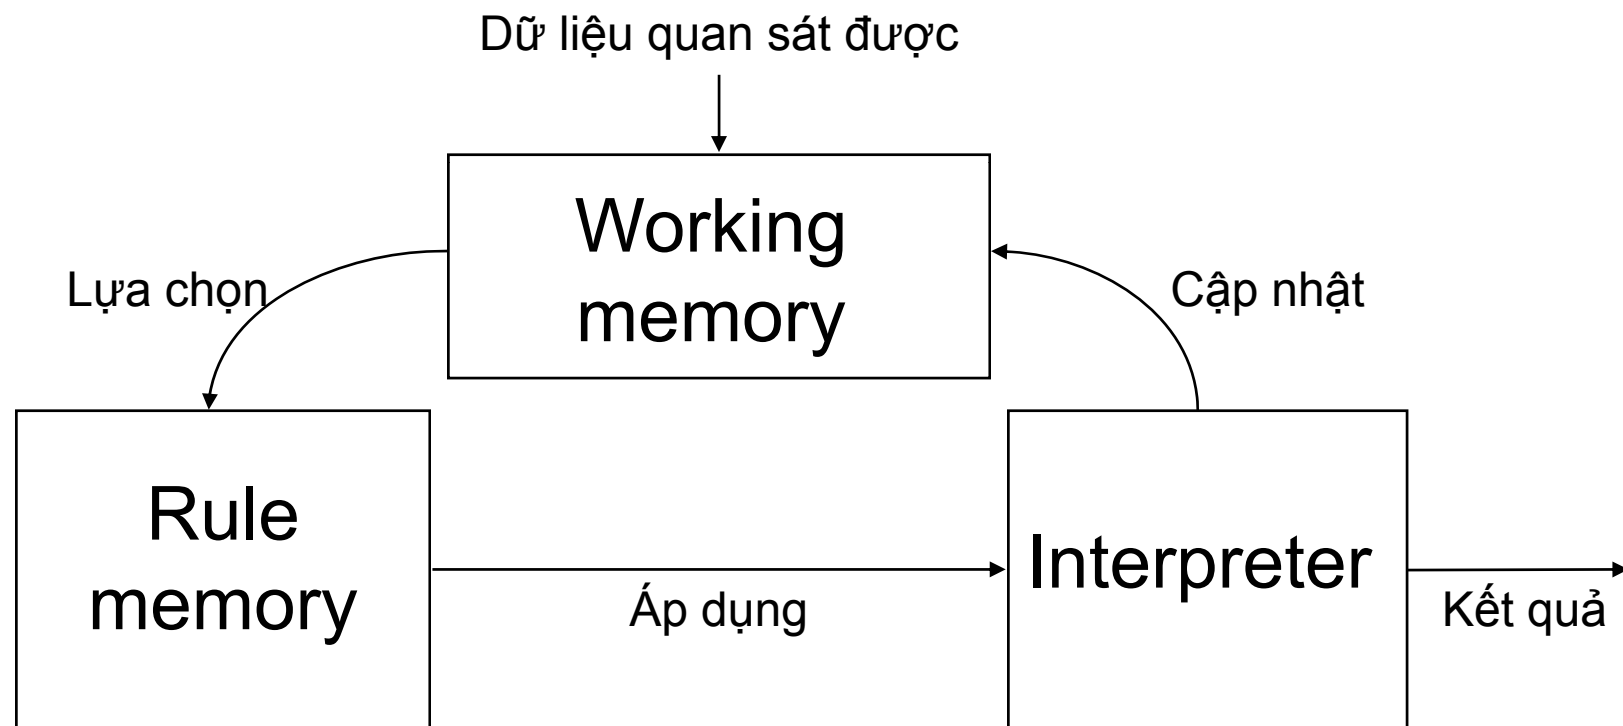 Dữ liệu quan sát được
Working
memory
Lựa chọn
Cập nhật
Rule
memory
Interpreter
Áp dụng
Kết quả